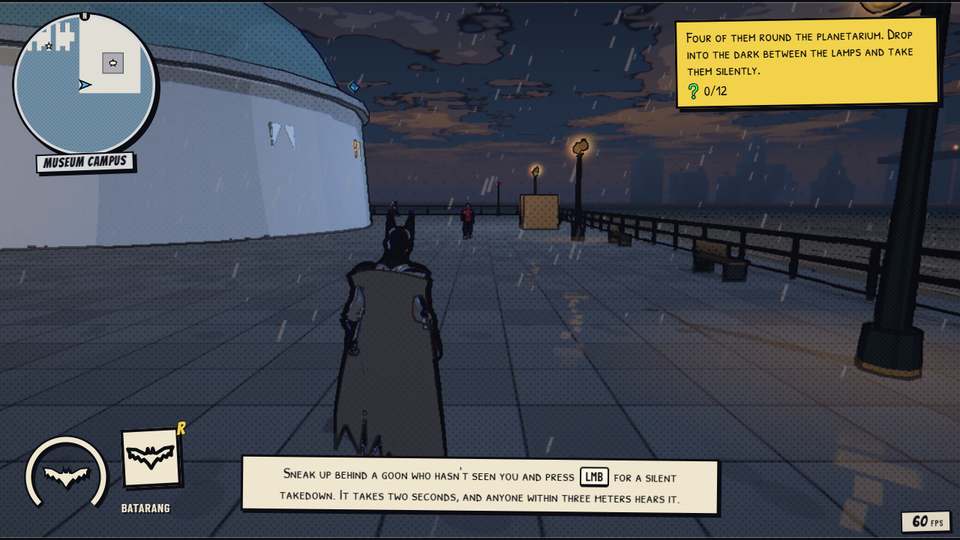 FOUR OF THEM ROUND THE PLANETARIUM. DROP
INTO THE DARK BETWEEN THE LAMPS AND TAKE
THEM SILENTLY.
? 0/12
MUSEUM CAMPUS
R
BATARANG
SNEAK UP BEHIND A GOON WHO HASN'T SEEN YOU AND PRESS LMB FOR A SILENT
TAKEDOWN. IT TAKES TWO SECONDS, AND ANYONE WITHIN THREE METERS HEARS IT.
60 FPS